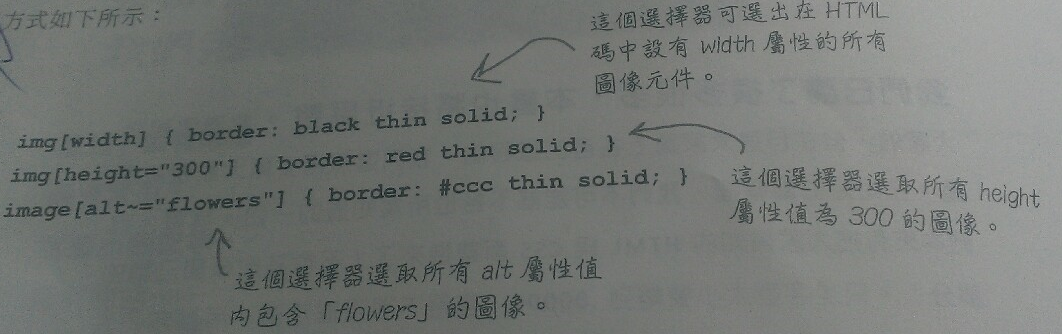 方式如下所示：
這個選擇器可選出在 HTML
碼中設有 width 屬性的所有
圖像元件。
img[width] { border: black thin solid; }
img[height="300"] { border: red thin solid; }
image[alt~="flowers"] { border: #ccc thin solid; }
這個選擇器選取所有 height
屬性值為 300 的圖像。
這個選擇器選取所有 alt 屬性值
內包含「flowers」的圖像。